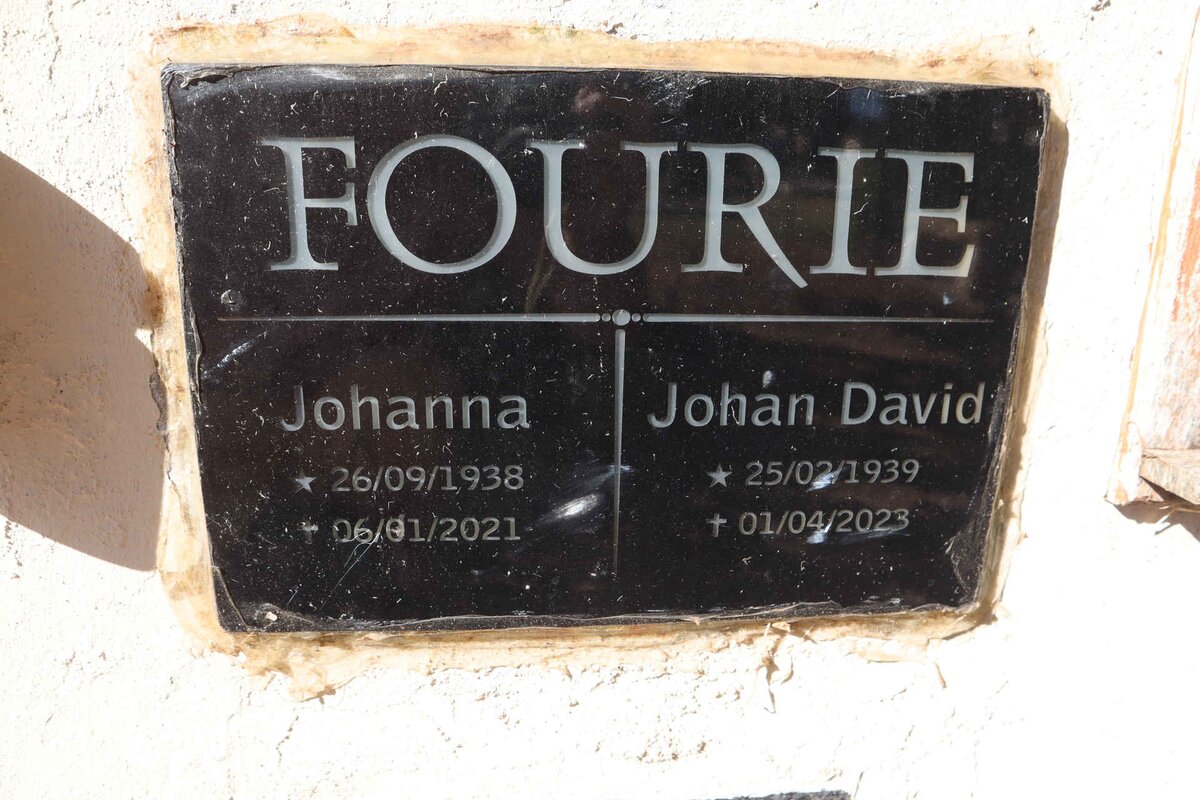 FOURIE
Johanna
★ 26/09/1938
✝ 06/01/2021
Johan David
★ 25/02/1939
✝ 01/04/2023